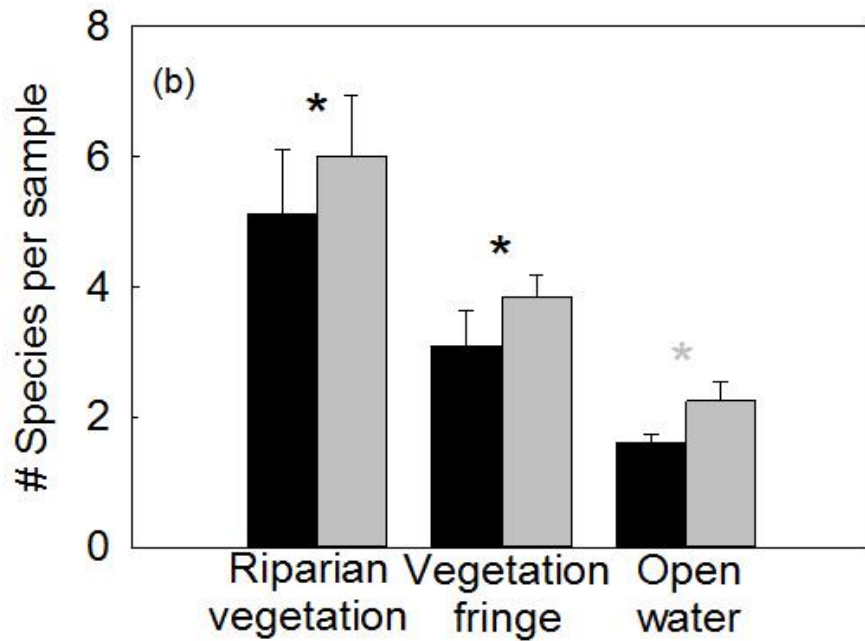 8
(b)
*
# Species per sample
6
*
4
*
2
0
Riparian vegetation
Vegetation fringe
Open water